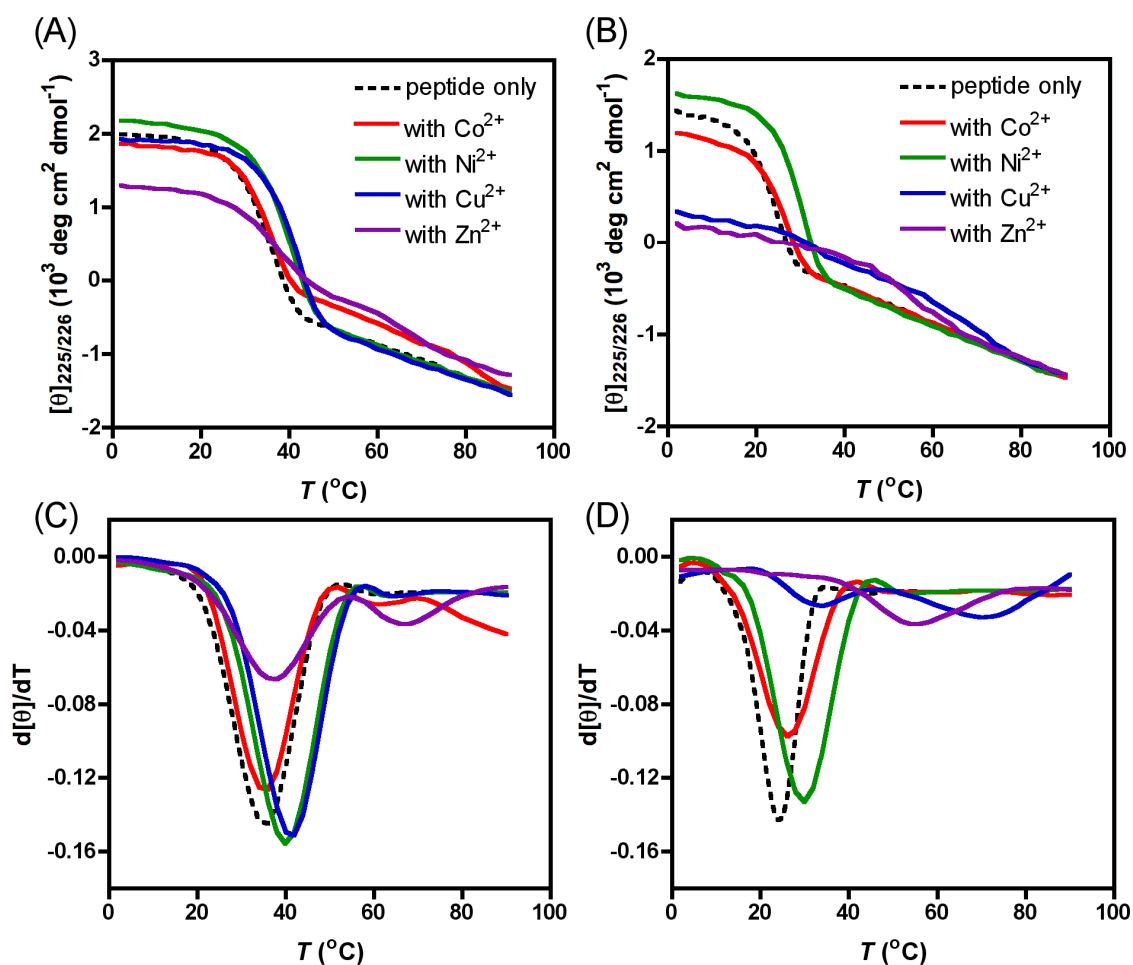 (A)
[θ]225/226 (10³ deg cm² dmol⁻¹)
3
2
1
0
-1
-2
peptide only
with Co²⁺
with Ni²⁺
with Cu²⁺
with Zn²⁺
0 20 40 60 80 100
T (°C)
(B)
[θ]225/226 (10³ deg cm² dmol⁻¹)
2
1
0
-1
-2
peptide only
with Co²⁺
with Ni²⁺
with Cu²⁺
with Zn²⁺
0 20 40 60 80 100
T (°C)
(C)
d[θ]/dT
0.00
-0.04
-0.08
-0.12
-0.16
0 20 40 60 80 100
T (°C)
(D)
d[θ]/dT
0.00
-0.04
-0.08
-0.12
-0.16
0 20 40 60 80 100
T (°C)